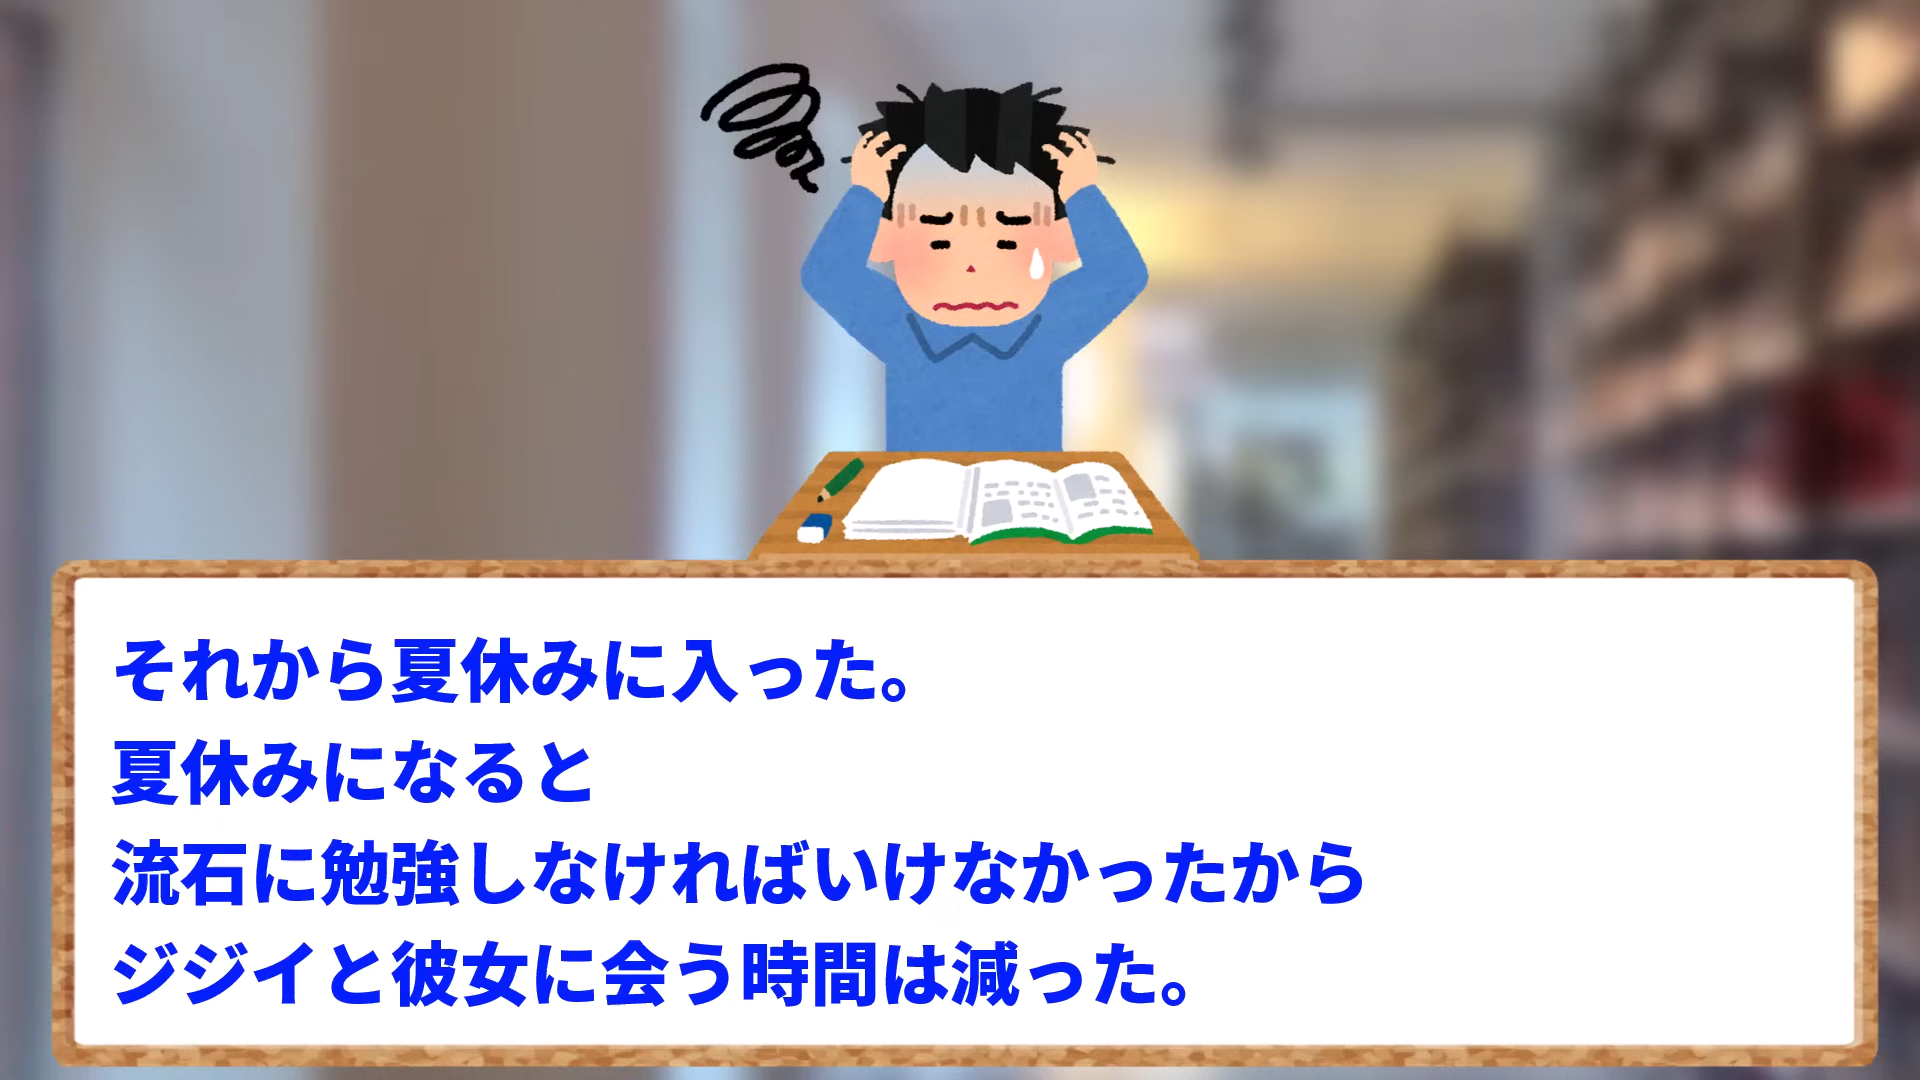 それから夏休みに入った。
夏休みになると
流石に勉強しなければいけなかったから
ジジイと彼女に会う時間は減った。